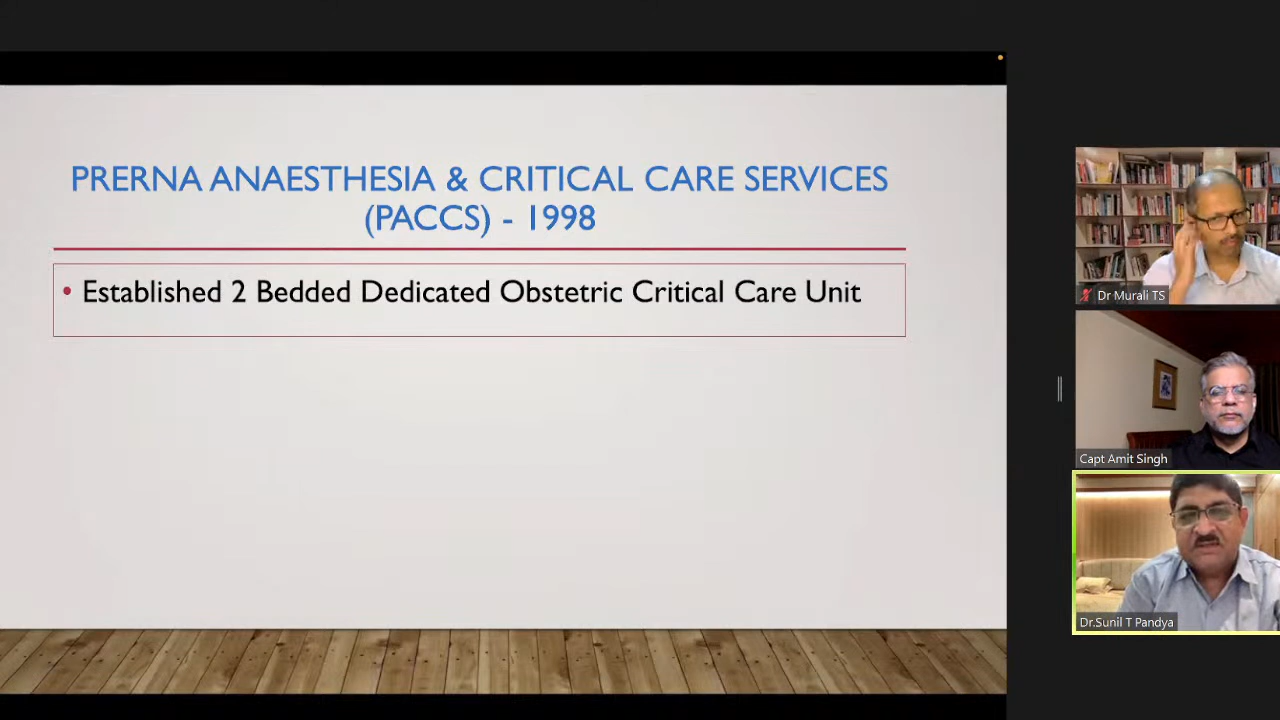 PRERNA ANAESTHESIA & CRITICAL CARE SERVICES
(PACCS) - 1998
• Established 2 Bedded Dedicated Obstetric Critical Care Unit
Dr Murali TS
Capt Amit Singh
Dr.Sunil T Pandya